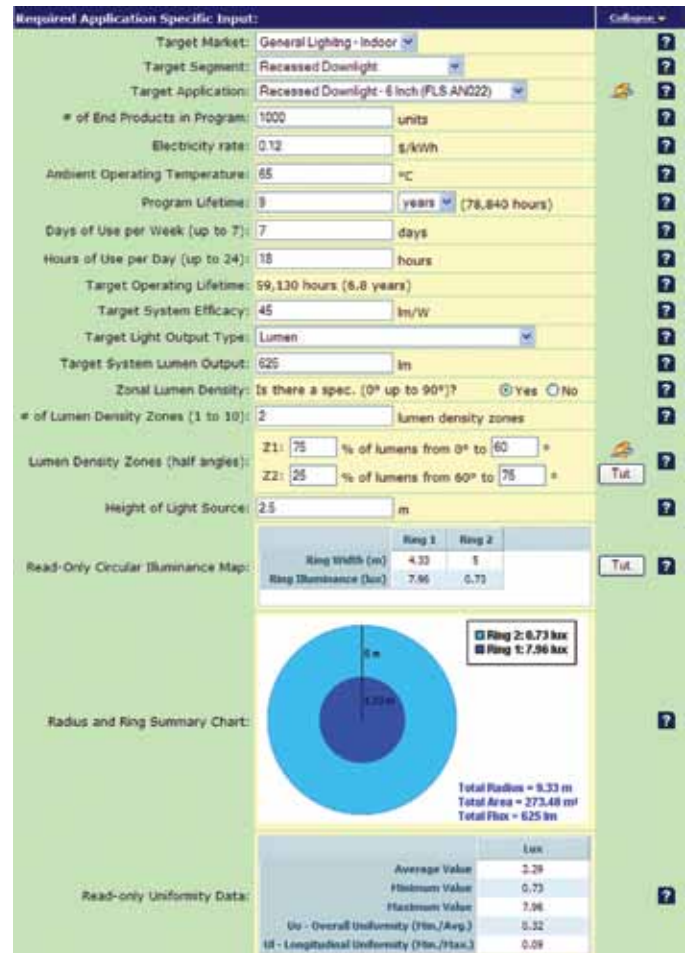 Required Application Specific Input: Collapse
Target Market: General Lighting - Indoor
Target Segment: Recessed Downlight
Target Application: Recessed Downlight - 6 Inch (FLS AN022)
# of End Products in Program: 1000 units
Electricity rate: 0.12 $/kWh
Ambient Operating Temperature: 65 °C
Program Lifetime: 9 years (78,840 hours)
Days of Use per Week (up to 7): 7 days
Hours of Use per Day (up to 24): 18 hours
Target Operating Lifetime: 59,130 hours (6.8 years)
Target System Efficacy: 45 lm/W
Target Light Output Type: Lumen
Target System Lumen Output: 625 lm
Zonal Lumen Density: Is there a spec. (0° up to 90°)? Yes No
# of Lumen Density Zones (1 to 10): 2 lumen density zones
Lumen Density Zones (half angles):
Z1: 75 % of lumens from 0° to 60 °
Z2: 25 % of lumens from 60° to 75 °
Tut
Height of Light Source: 2.5 m
Read-Only Circular Illuminance Map: Tut
Ring 1 Ring 2
Ring Width (m) 4.33 5
Ring Illuminance (lux) 7.96 0.73
Radius and Ring Summary Chart:
Ring 2: 0.73 lux
Ring 1: 7.96 lux
5 m
4.33 m
Total Radius = 9.33 m
Total Area = 273.48 m²
Total Flux = 625 lm
Read-only Uniformity Data:
Lux
Average Value 2.29
Minimum Value 0.73
Maximum Value 7.96
Uo - Overall Uniformity (Min./Avg.) 0.32
Ul - Longitudinal Uniformity (Min./Max.) 0.09